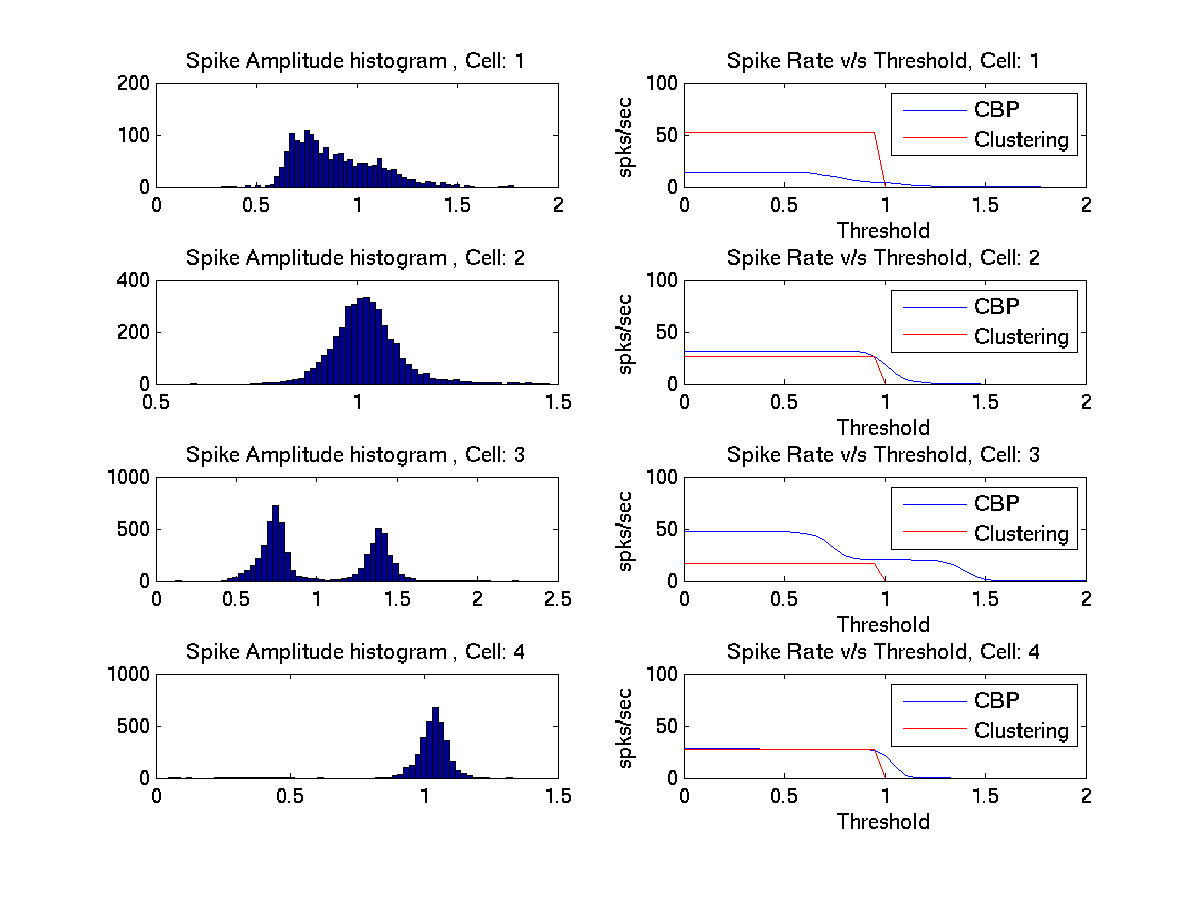 Spike Amplitude histogram , Cell: 1
200
100
0
0 0.5 1 1.5 2
Spike Rate v/s Threshold, Cell: 1
100
50
0
spks/sec
CBP
Clustering
0 0.5 1 1.5 2
Threshold
Spike Amplitude histogram , Cell: 2
400
200
0
0.5 1 1.5
Spike Rate v/s Threshold, Cell: 2
100
50
0
spks/sec
CBP
Clustering
0 0.5 1 1.5 2
Threshold
Spike Amplitude histogram , Cell: 3
1000
500
0
0 0.5 1 1.5 2 2.5
Spike Rate v/s Threshold, Cell: 3
100
50
0
spks/sec
CBP
Clustering
0 0.5 1 1.5 2
Threshold
Spike Amplitude histogram , Cell: 4
1000
500
0
0 0.5 1 1.5
Spike Rate v/s Threshold, Cell: 4
100
50
0
spks/sec
CBP
Clustering
0 0.5 1 1.5 2
Threshold